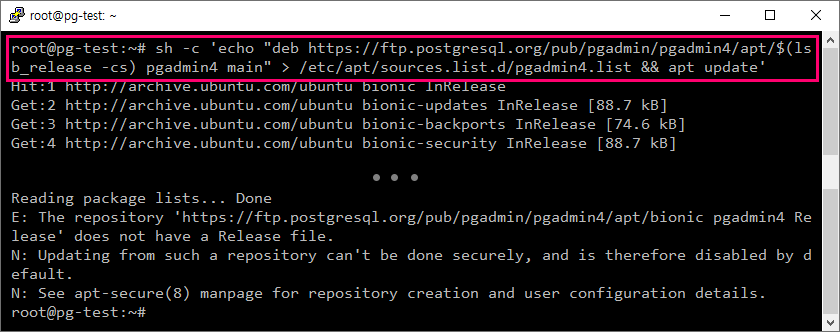 root@pg-test: ~
root@pg-test:~# sh -c 'echo "deb https://ftp.postgresql.org/pub/pgadmin/pgadmin4/apt/$(ls
b_release -cs) pgadmin4 main" > /etc/apt/sources.list.d/pgadmin4.list && apt update'
Hit:1 http://archive.ubuntu.com/ubuntu bionic InRelease
Get:2 http://archive.ubuntu.com/ubuntu bionic-updates InRelease [88.7 kB]
Get:3 http://archive.ubuntu.com/ubuntu bionic-backports InRelease [74.6 kB]
Get:4 http://archive.ubuntu.com/ubuntu bionic-security InRelease [88.7 kB]
• • •
Reading package lists... Done
E: The repository 'https://ftp.postgresql.org/pub/pgadmin/pgadmin4/apt/bionic pgadmin4 Re
lease' does not have a Release file.
N: Updating from such a repository can't be done securely, and is therefore disabled by d
efault.
N: See apt-secure(8) manpage for repository creation and user configuration details.
root@pg-test:~#